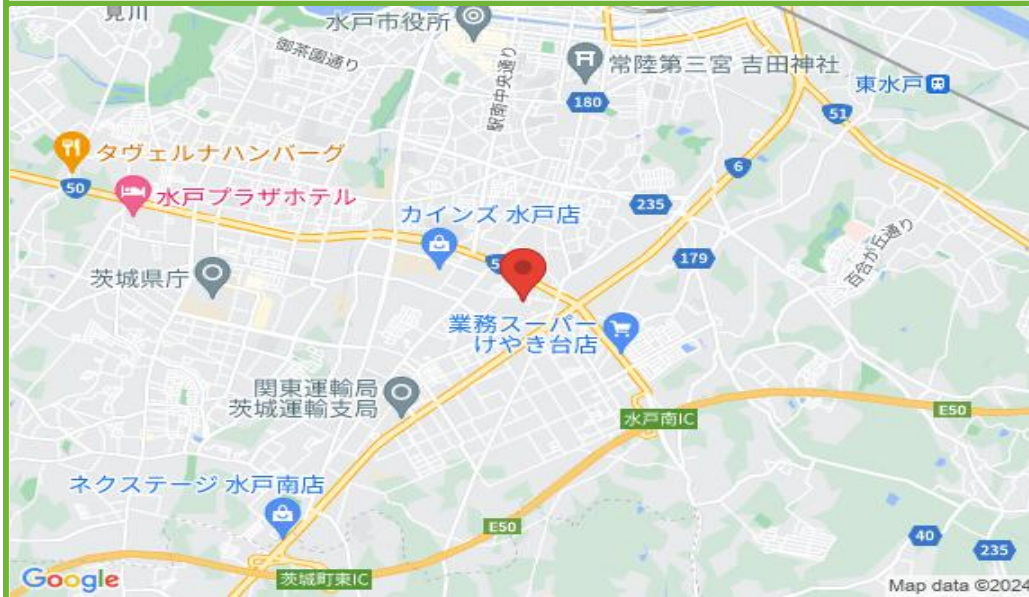 見川
水戸市役所
御茶園通り
駅南中央通り
常陸第三宮 吉田神社
180
東水戸
51
タヴェルナハンバーグ
50
水戸プラザホテル
6
235
カインズ 水戸店
179
百合が丘通り
茨城県庁
業務スーパー
けやき台店
関東運輸局
茨城運輸支局
水戸南IC
E50
ネクステージ 水戸南店
E50
40
235
茨城町東IC
Google
Map data ©2024